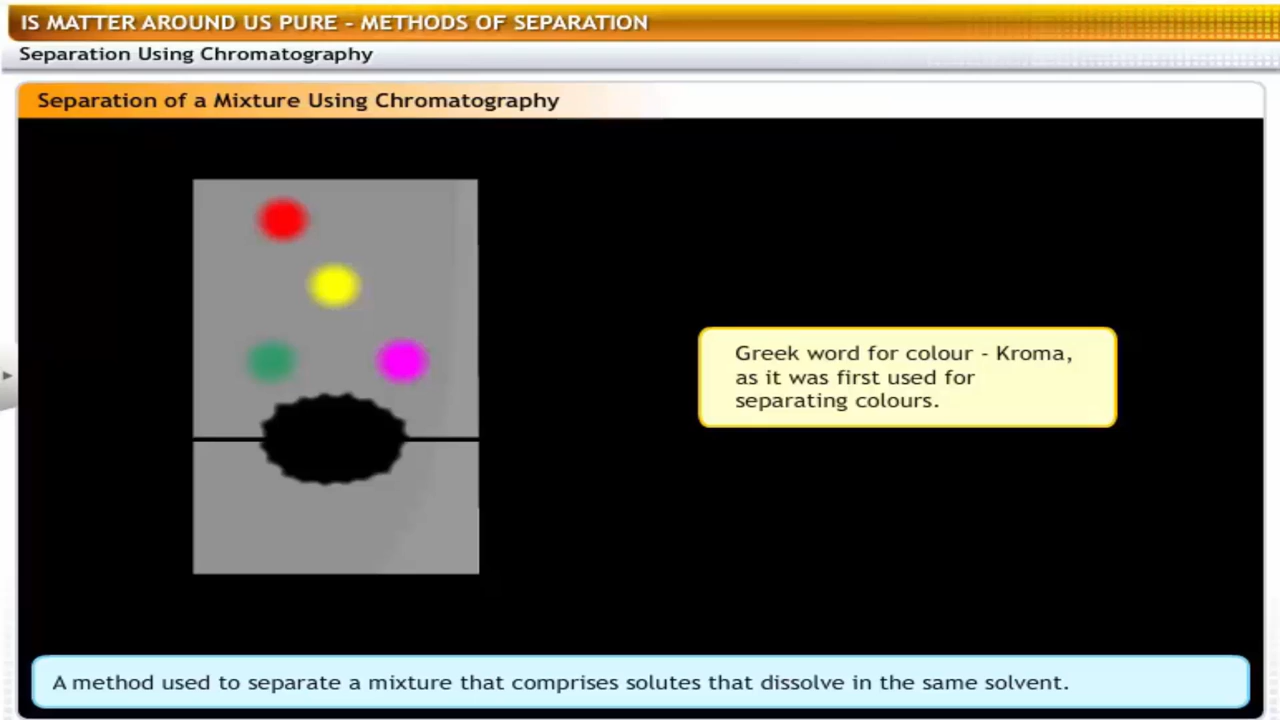 IS MATTER AROUND US PURE - METHODS OF SEPARATION
Separation Using Chromatography
Separation of a Mixture Using Chromatography
Greek word for colour - Kroma,
as it was first used for
separating colours.
A method used to separate a mixture that comprises solutes that dissolve in the same solvent.